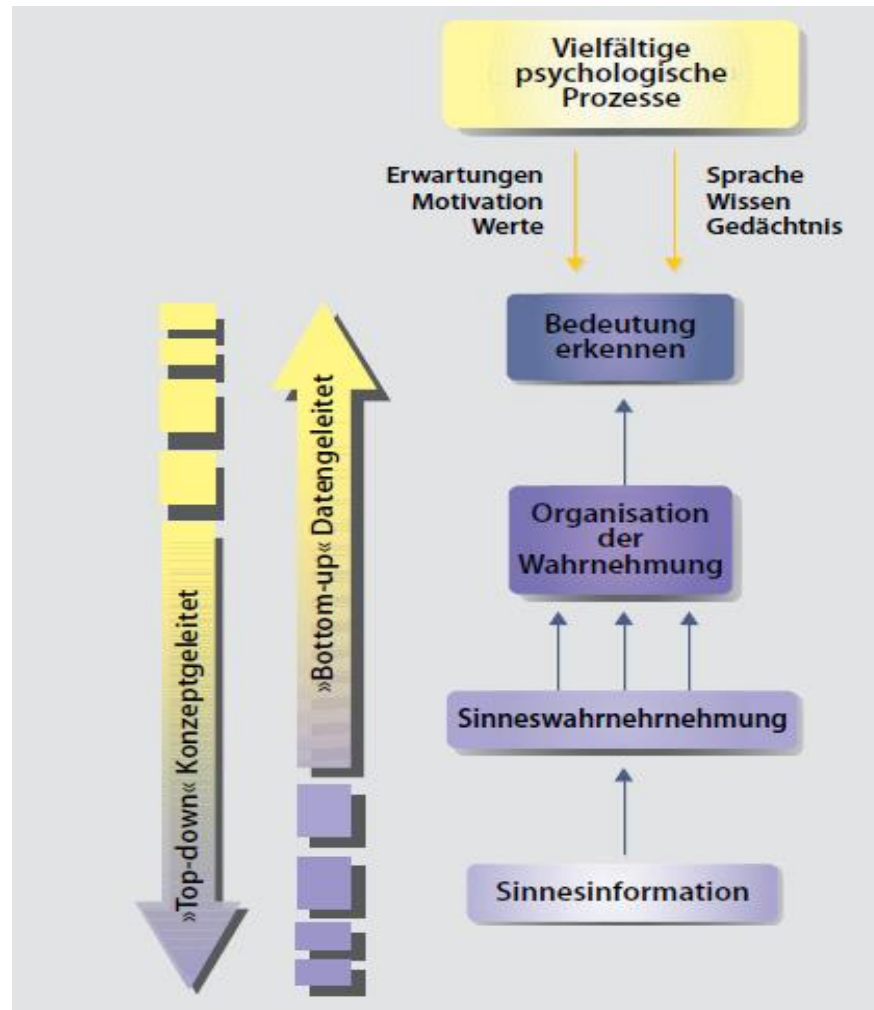 Vielfältige
psychologische
Prozesse
Erwartungen
Motivation
Werte
Sprache
Wissen
Gedächtnis
Bedeutung
erkennen
Organisation
der
Wahrnehmung
Sinneswahrnehrnehmung
Sinnesinformation
»Top-down« Konzeptgeleitet
»Bottom-up« Datengeleitet